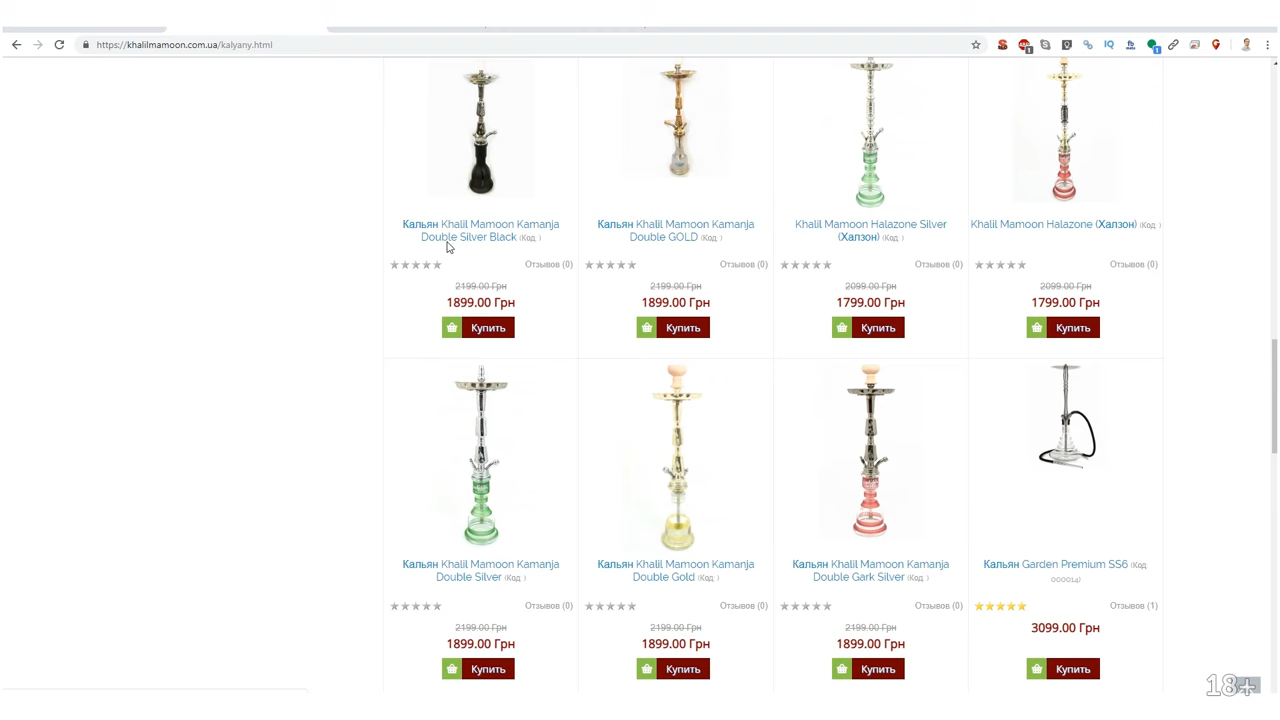 https://khalilmamoon.com.ua/kalyany.html
Кальян Khalil Mamoon Kamanja
Double Silver Black (Код: )
Отзывов (0)
2199.00 Грн
1899.00 Грн
Купить
Кальян Khalil Mamoon Kamanja
Double GOLD (Код: )
Отзывов (0)
2199.00 Грн
1899.00 Грн
Купить
Khalil Mamoon Halazone Silver
(Халзон) (Код: )
Отзывов (0)
2099.00 Грн
1799.00 Грн
Купить
Khalil Mamoon Halazone (Халзон) (Код: )
Отзывов (0)
2099.00 Грн
1799.00 Грн
Купить
Кальян Khalil Mamoon Kamanja
Double Silver (Код: )
Отзывов (0)
2199.00 Грн
1899.00 Грн
Купить
Кальян Khalil Mamoon Kamanja
Double Gold (Код: )
Отзывов (0)
2199.00 Грн
1899.00 Грн
Купить
Кальян Khalil Mamoon Kamanja
Double Gark Silver (Код: )
Отзывов (0)
2199.00 Грн
1899.00 Грн
Купить
Кальян Garden Premium SS6 (Код:
000014)
Отзывов (1)
3099.00 Грн
Купить
18+